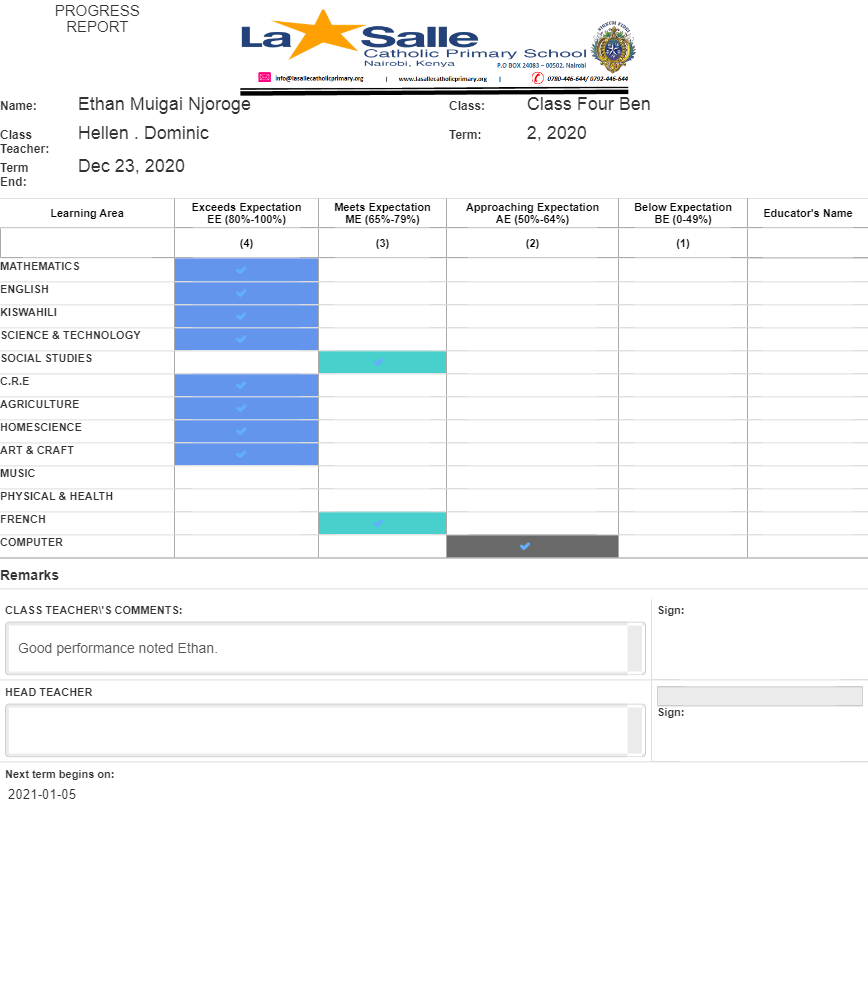 PROGRESS
REPORT
La Salle
Catholic Primary School
Nairobi, Kenya
P.O BOX 24083 – 00502, Nairobi
info@lasallecatholicprimary.org | www.lasallecatholicprimary.org | 0780-446-644/ 0792-446-644
Name: Ethan Muigai Njoroge Class: Class Four Ben
Class Teacher: Hellen . Dominic Term: 2, 2020
Term End: Dec 23, 2020
Learning Area Exceeds Expectation EE (80%-100%) Meets Expectation ME (65%-79%) Approaching Expectation AE (50%-64%) Below Expectation BE (0-49%) Educator's Name
(4) (3) (2) (1)
MATHEMATICS
ENGLISH
KISWAHILI
SCIENCE & TECHNOLOGY
SOCIAL STUDIES
C.R.E
AGRICULTURE
HOMESCIENCE
ART & CRAFT
MUSIC
PHYSICAL & HEALTH
FRENCH
COMPUTER
Remarks
CLASS TEACHER\'S COMMENTS: Sign:
Good performance noted Ethan.
HEAD TEACHER
Sign:
Next term begins on:
2021-01-05